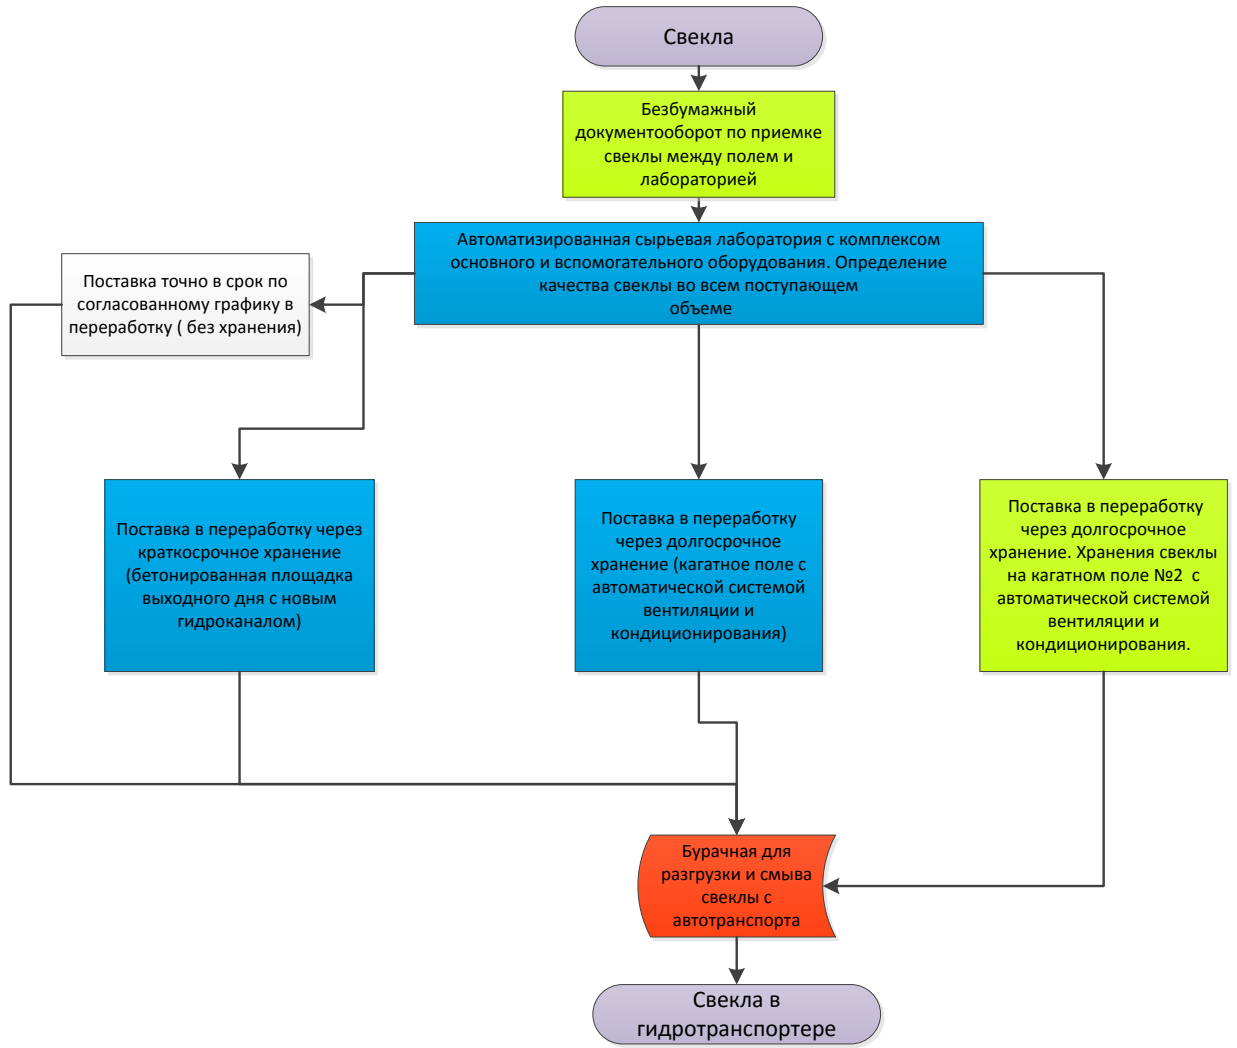 Свекла
Безбумажный
документооборот по приемке
свеклы между полем и
лабораторией
Автоматизированная сырьевая лаборатория с комплексом
основного и вспомогательного оборудования. Определение
качества свеклы во всем поступающем
объеме
Поставка точно в срок по
согласованному графику в
переработку ( без хранения)
Поставка в переработку через
краткосрочное хранение
(бетонированная площадка
выходного дня с новым
гидроканалом)
Поставка в переработку
через долгосрочное
хранение (кагатное поле с
автоматической системой
вентиляции и
кондиционирования)
Поставка в переработку
через долгосрочное
хранение. Хранения свеклы
на кагатном поле №2 с
автоматической системой
вентиляции и
кондиционирования.
Бурачная для
разгрузки и смыва
свеклы с
автотранспорта
Свекла в
гидротранспортере